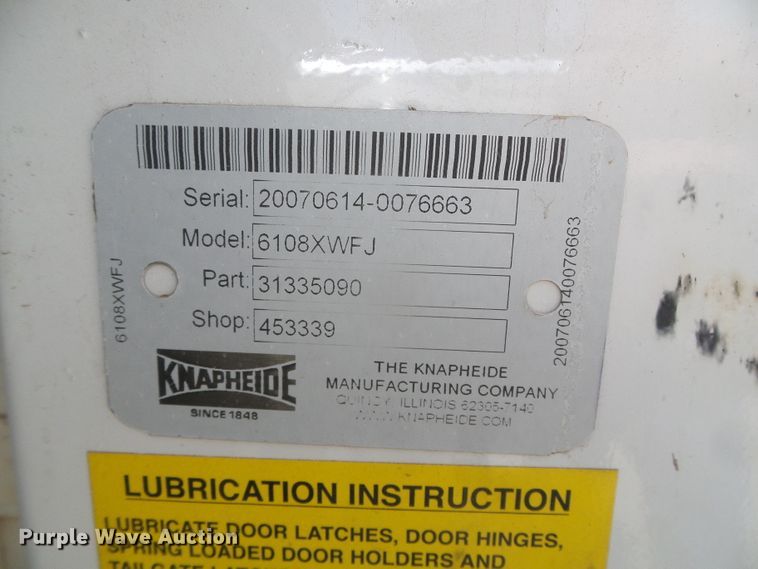 Serial: 20070614-0076663
Model: 6108XWFJ
Part: 31335090
Shop: 453339
6108XWFJ
200706140076663
KNAPHEIDE
SINCE 1848
THE KNAPHEIDE
MANUFACTURING COMPANY
QUINCY, ILLINOIS 62305-7140
WWW.KNAPHEIDE.COM
LUBRICATION INSTRUCTION
LUBRICATE DOOR LATCHES, DOOR HINGES,
SPRING LOADED DOOR HOLDERS AND
Purple Wave Auction